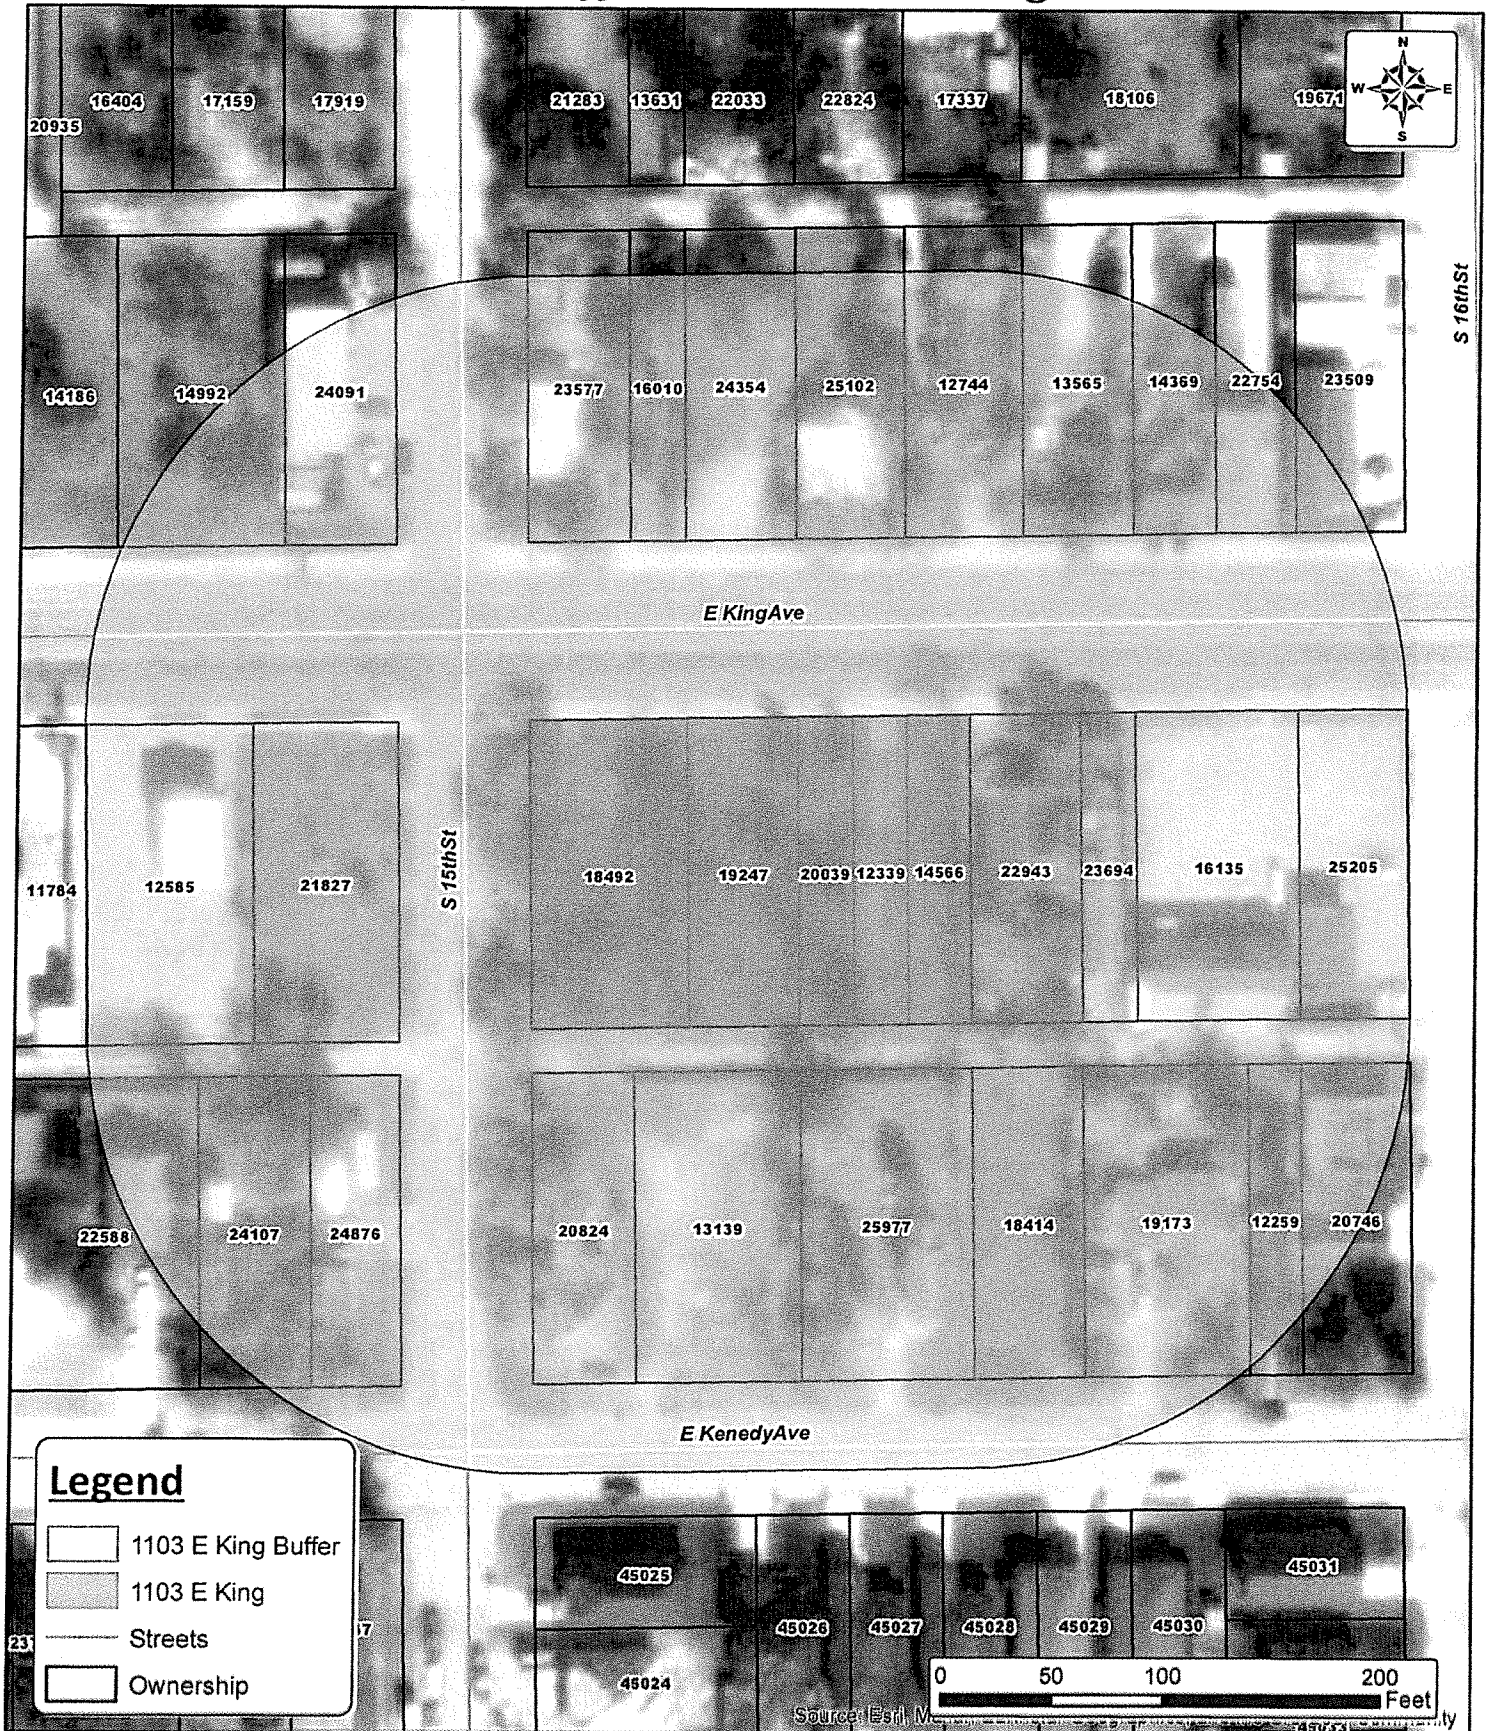 N
W E
S
16404 17159 17919 21283 13631 22033 22824 17337 18106 19671
20935
S 16thSt
14186 14992 24091 23577 16010 24354 25102 12744 13565 14369 22754 23509
E KingAve
S 15thSt
11784 12585 21827 18492 19247 20039 12339 14566 22943 23694 16135 25205
22588 24107 24876 20824 13139 25977 18414 19173 12259 20746
E KenedyAve
Legend
1103 E King Buffer
1103 E King
Streets
Ownership
45025 45031
45026 45027 45028 45029 45030
45024
0 50 100 200
Feet
Source: Esri,